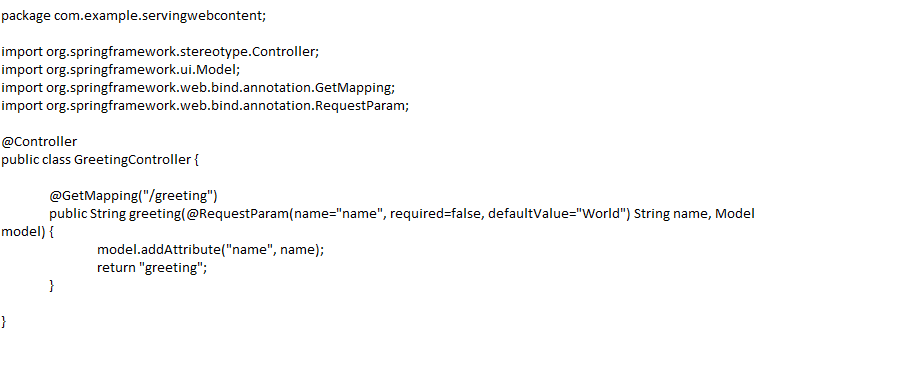 package com.example.servingwebcontent;
import org.springframework.stereotype.Controller;
import org.springframework.ui.Model;
import org.springframework.web.bind.annotation.GetMapping;
import org.springframework.web.bind.annotation.RequestParam;
@Controller
public class GreetingController {
@GetMapping("/greeting")
public String greeting(@RequestParam(name="name", required=false, defaultValue="World") String name, Model
model) {
model.addAttribute("name", name);
return "greeting";
}
}